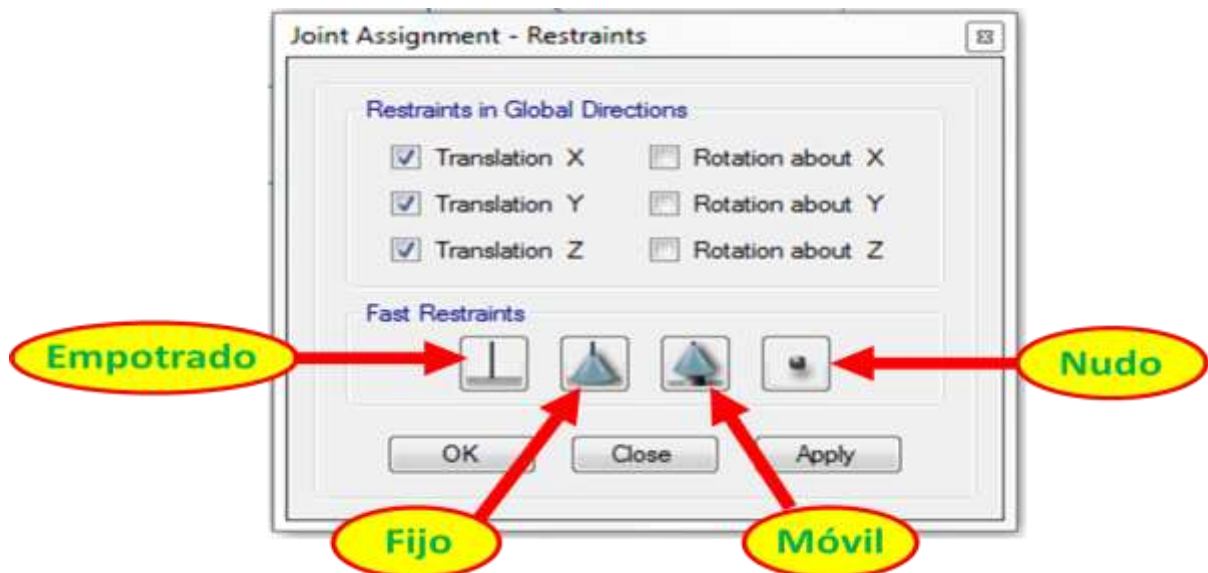 Joint Assignment - Restraints
Restraints in Global Directions
Translation X Rotation about X
Translation Y Rotation about Y
Translation Z Rotation about Z
Fast Restraints
Empotrado
Nudo
OK Close Apply
Fijo
Móvil